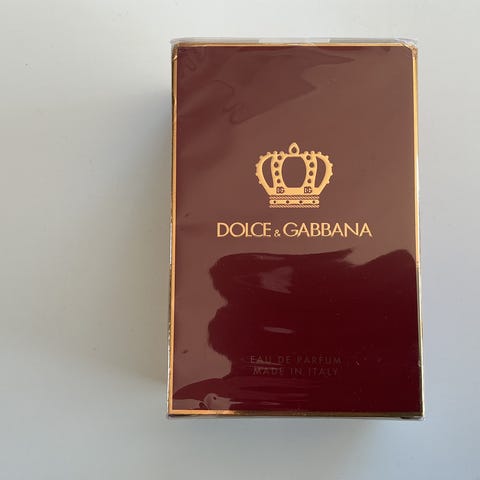 DOLCE & GABBANA
EAU DE PARFUM
MADE IN ITALY